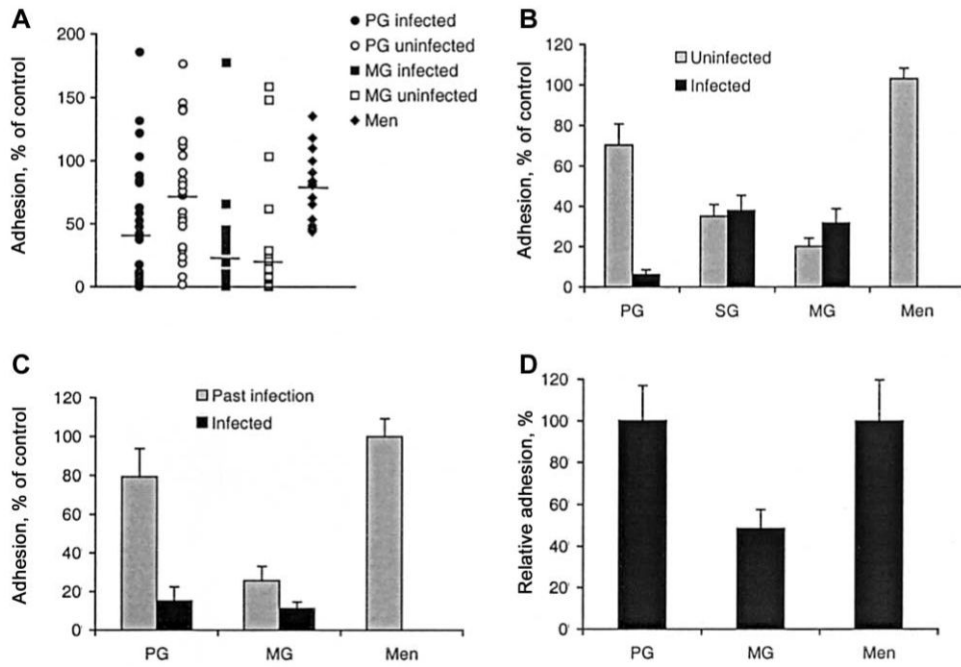 A
Adhesion, % of control
200
150
100
50
0
PG infected
PG uninfected
MG infected
MG uninfected
Men
B
Adhesion, % of control
120
100
80
60
40
20
0
Uninfected
Infected
PG SG MG Men
C
Adhesion, % of control
120
100
80
60
40
20
0
Past infection
Infected
PG MG Men
D
Relative adhesion, %
120
100
80
60
40
20
0
PG MG Men